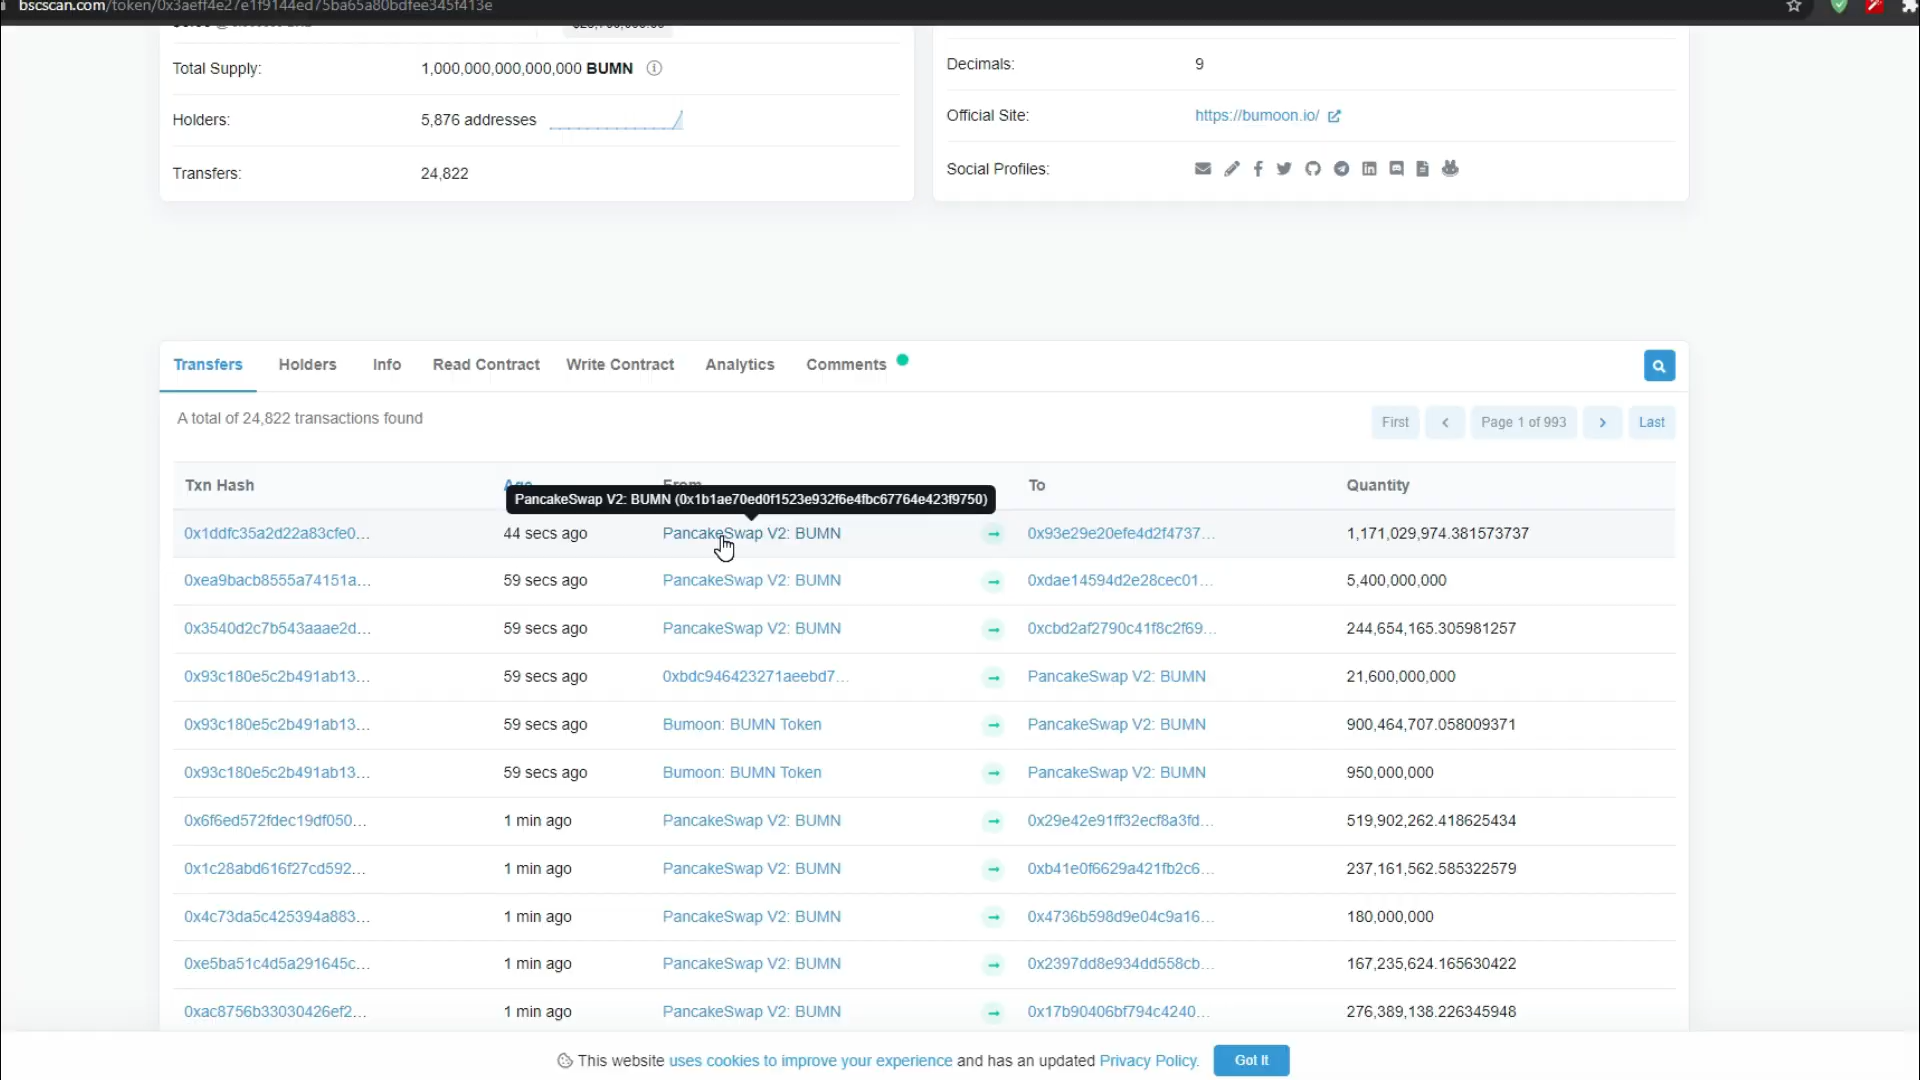 bscscan.com/token/0x3aeff4e27e1f9144ed75ba65a80bdfee345f413e
Total Supply: 1,000,000,000,000,000 BUMN
Holders: 5,876 addresses
Transfers: 24,822
Decimals: 9
Official Site: https://bumoon.io/
Social Profiles:
Transfers Holders Info Read Contract Write Contract Analytics Comments
A total of 24,822 transactions found
First Page 1 of 993 Last
Txn Hash Age From To Quantity
PancakeSwap V2: BUMN (0x1b1ae70ed0f1523e932f6e4fbc67764e423f9750)
0x1ddfc35a2d22a83cfe0... 44 secs ago PancakeSwap V2: BUMN 0x93e29e20efe4d2f4737... 1,171,029,974.381573737
0xea9bacb8555a74151a... 59 secs ago PancakeSwap V2: BUMN 0xdae14594d2e28cec01... 5,400,000,000
0x3540d2c7b543aaae2d... 59 secs ago PancakeSwap V2: BUMN 0xcbd2af2790c41f8c2f69... 244,654,165.305981257
0x93c180e5c2b491ab13... 59 secs ago 0xbdc946423271aeebd7... PancakeSwap V2: BUMN 21,600,000,000
0x93c180e5c2b491ab13... 59 secs ago Bumoon: BUMN Token PancakeSwap V2: BUMN 900,464,707.058009371
0x93c180e5c2b491ab13... 59 secs ago Bumoon: BUMN Token PancakeSwap V2: BUMN 950,000,000
0x6f6ed572fdec19df050... 1 min ago PancakeSwap V2: BUMN 0x29e42e91ff32ecf8a3fd... 519,902,262.418625434
0x1c28abd616f27cd592... 1 min ago PancakeSwap V2: BUMN 0xb41e0f6629a421fb2c6... 237,161,562.585322579
0x4c73da5c425394a883... 1 min ago PancakeSwap V2: BUMN 0x4736b598d9e04c9a16... 180,000,000
0xe5ba51c4d5a291645c... 1 min ago PancakeSwap V2: BUMN 0x2397dd8e934dd558cb... 167,235,624.165630422
0xac8756b33030426ef2... 1 min ago PancakeSwap V2: BUMN 0x17b90406bf794c4240... 276,389,138.226345948
This website uses cookies to improve your experience and has an updated Privacy Policy. Got It